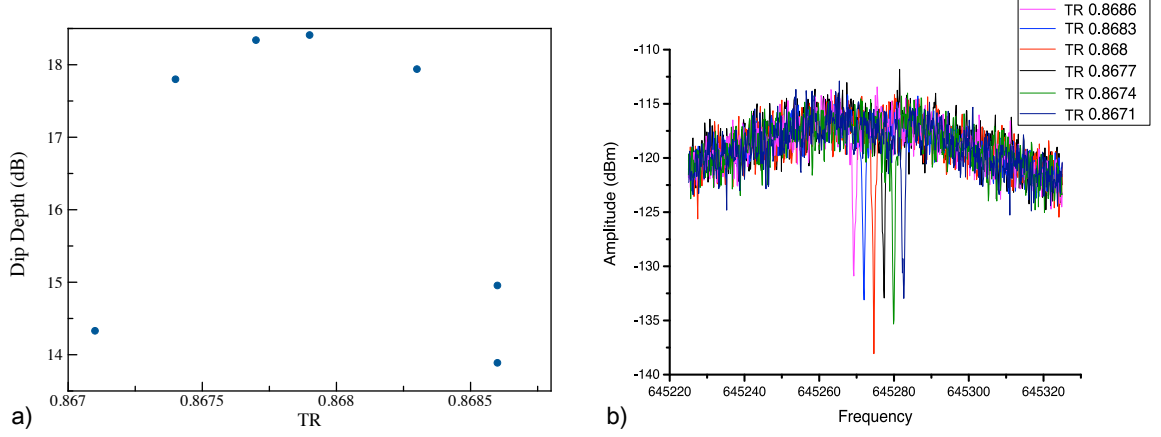 18
17
16
15
14
Dip Depth (dB)
0.867
0.8675
0.868
0.8685
TR
a)
TR 0.8686
TR 0.8683
TR 0.868
TR 0.8677
TR 0.8674
TR 0.8671
-110
-115
-120
-125
-130
-135
-140
Amplitude (dBm)
645220
645240
645260
645280
645300
645320
Frequency
b)